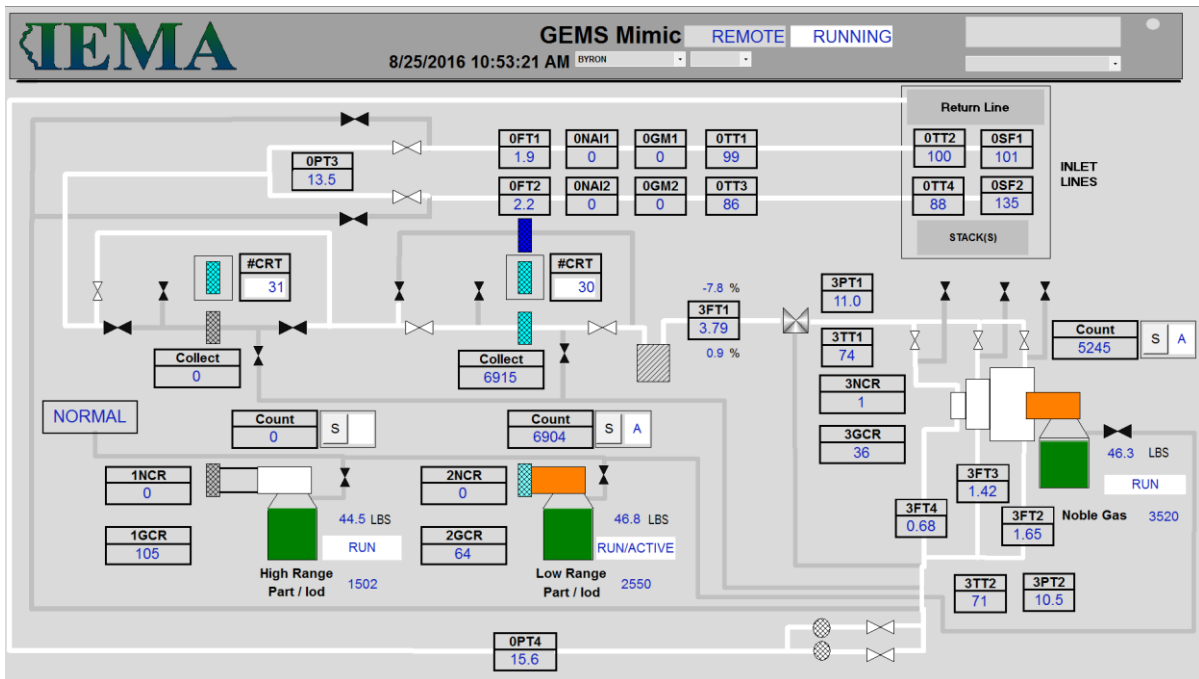 IEMA
GEMS Mimic REMOTE RUNNING
8/25/2016 10:53:21 AM BYRON
Return Line
0FT1 0NAI1 0GM1 0TT1 0TT2 0SF1
1.9 0 0 99 100 101
0PT3
13.5
INLET
LINES
0FT2 0NAI2 0GM2 0TT3 0TT4 0SF2
2.2 0 0 86 88 135
STACK(S)
#CRT #CRT
31 30
-7.8 %
3FT1
3.79
0.9 %
3PT1
11.0
3TT1
74
Count
5245 S A
Collect
0
Collect
6915
3NCR
1
3GCR
36
NORMAL
Count
0 S
Count
6904 S A
46.3 LBS
RUN
1NCR
0
2NCR
0
3FT3
1.42
3FT4
0.68
3FT2
1.65
Noble Gas 3520
1GCR
105
44.5 LBS
RUN
2GCR
64
46.8 LBS
RUN/ACTIVE
High Range
Part / Iod 1502
Low Range
Part / Iod 2550
3TT2
71
3PT2
10.5
0PT4
15.6